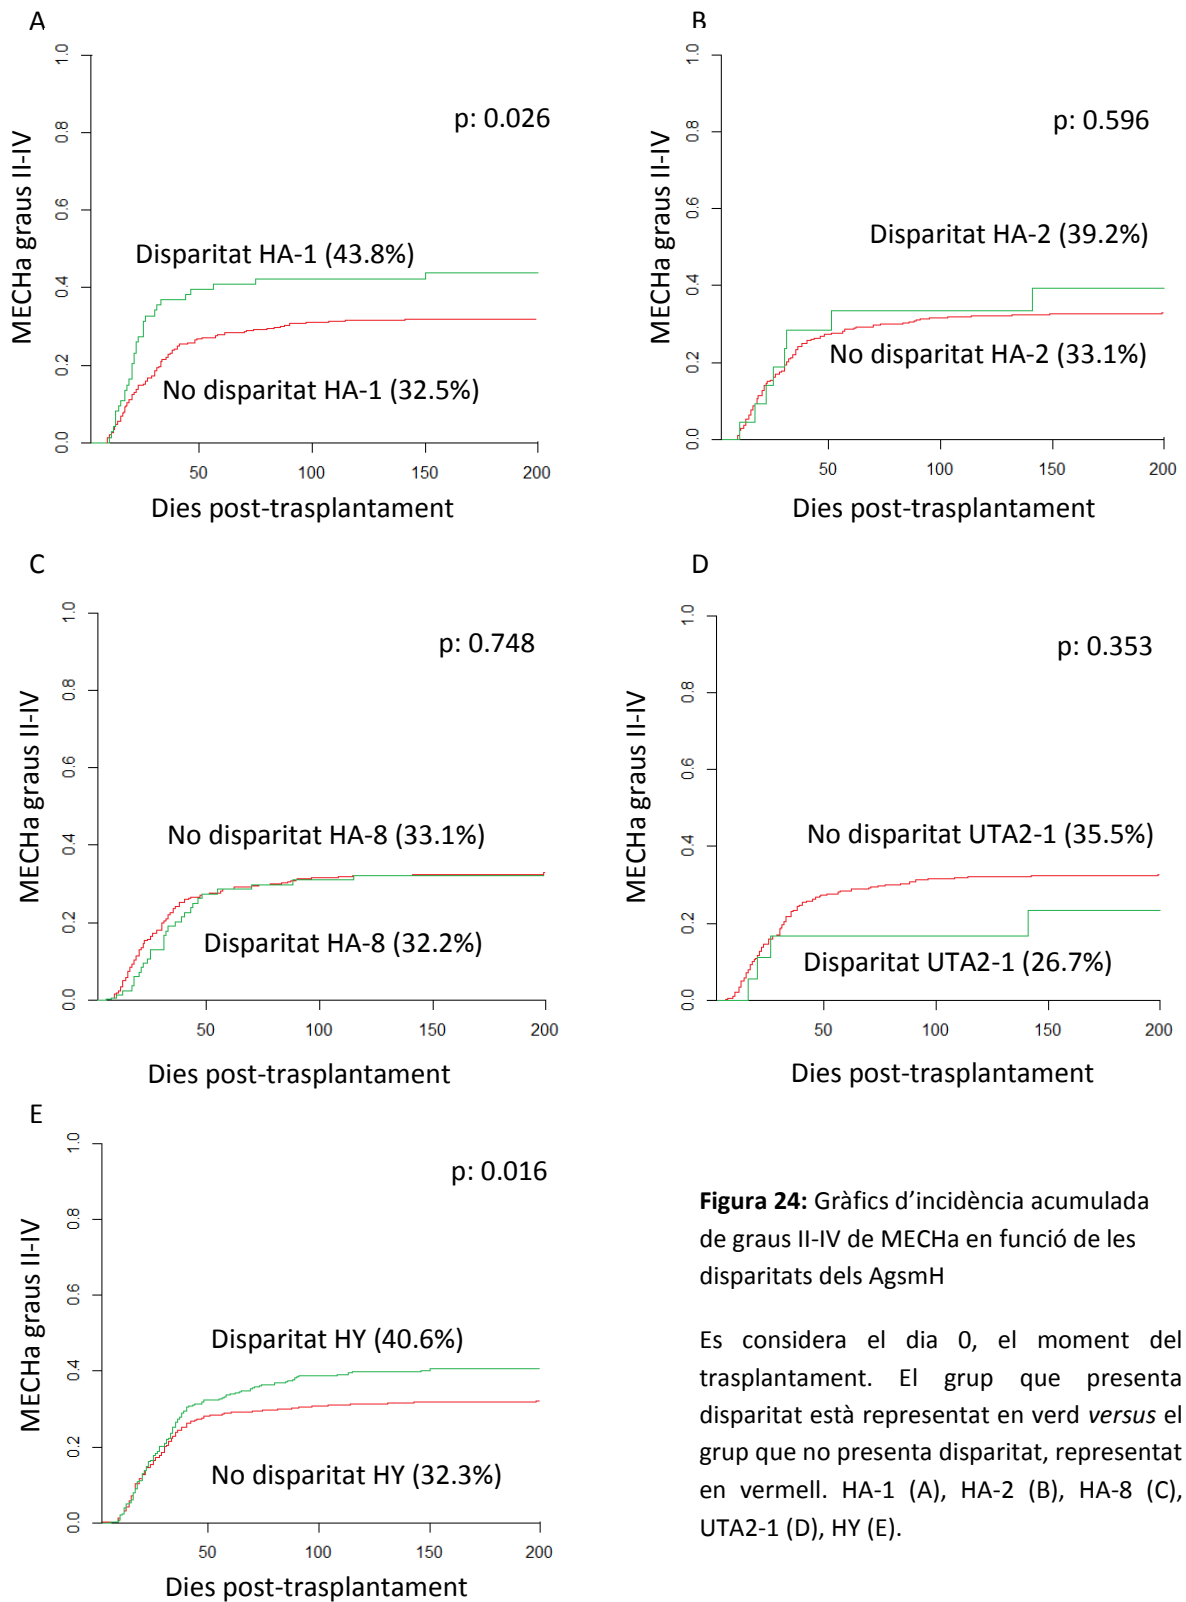 A
MECHa graus II-IV
1.0
0.8
0.6
0.4
0.2
0.0
p: 0.026
Disparitat HA-1 (43.8%)
No disparitat HA-1 (32.5%)
50 100 150 200
Dies post-trasplantament
B
MECHa graus II-IV
1.0
0.8
0.6
0.4
0.2
0.0
p: 0.596
Disparitat HA-2 (39.2%)
No disparitat HA-2 (33.1%)
50 100 150 200
Dies post-trasplantament
C
MECHa graus II-IV
1.0
0.8
0.6
0.4
0.2
0.0
p: 0.748
No disparitat HA-8 (33.1%)
Disparitat HA-8 (32.2%)
50 100 150 200
Dies post-trasplantament
D
MECHa graus II-IV
1.0
0.8
0.6
0.4
0.2
0.0
p: 0.353
No disparitat UTA2-1 (35.5%)
Disparitat UTA2-1 (26.7%)
50 100 150 200
Dies post-trasplantament
E
MECHa graus II-IV
1.0
0.8
0.6
0.4
0.2
0.0
p: 0.016
Disparitat HY (40.6%)
No disparitat HY (32.3%)
50 100 150 200
Dies post-trasplantament
Figura 24: Gràfics d’incidència acumulada
de graus II-IV de MECHa en funció de les
disparitats dels AgsmH
Es considera el dia 0, el moment del
trasplantament. El grup que presenta
disparitat està representat en verd versus el
grup que no presenta disparitat, representat
en vermell. HA-1 (A), HA-2 (B), HA-8 (C),
UTA2-1 (D), HY (E).